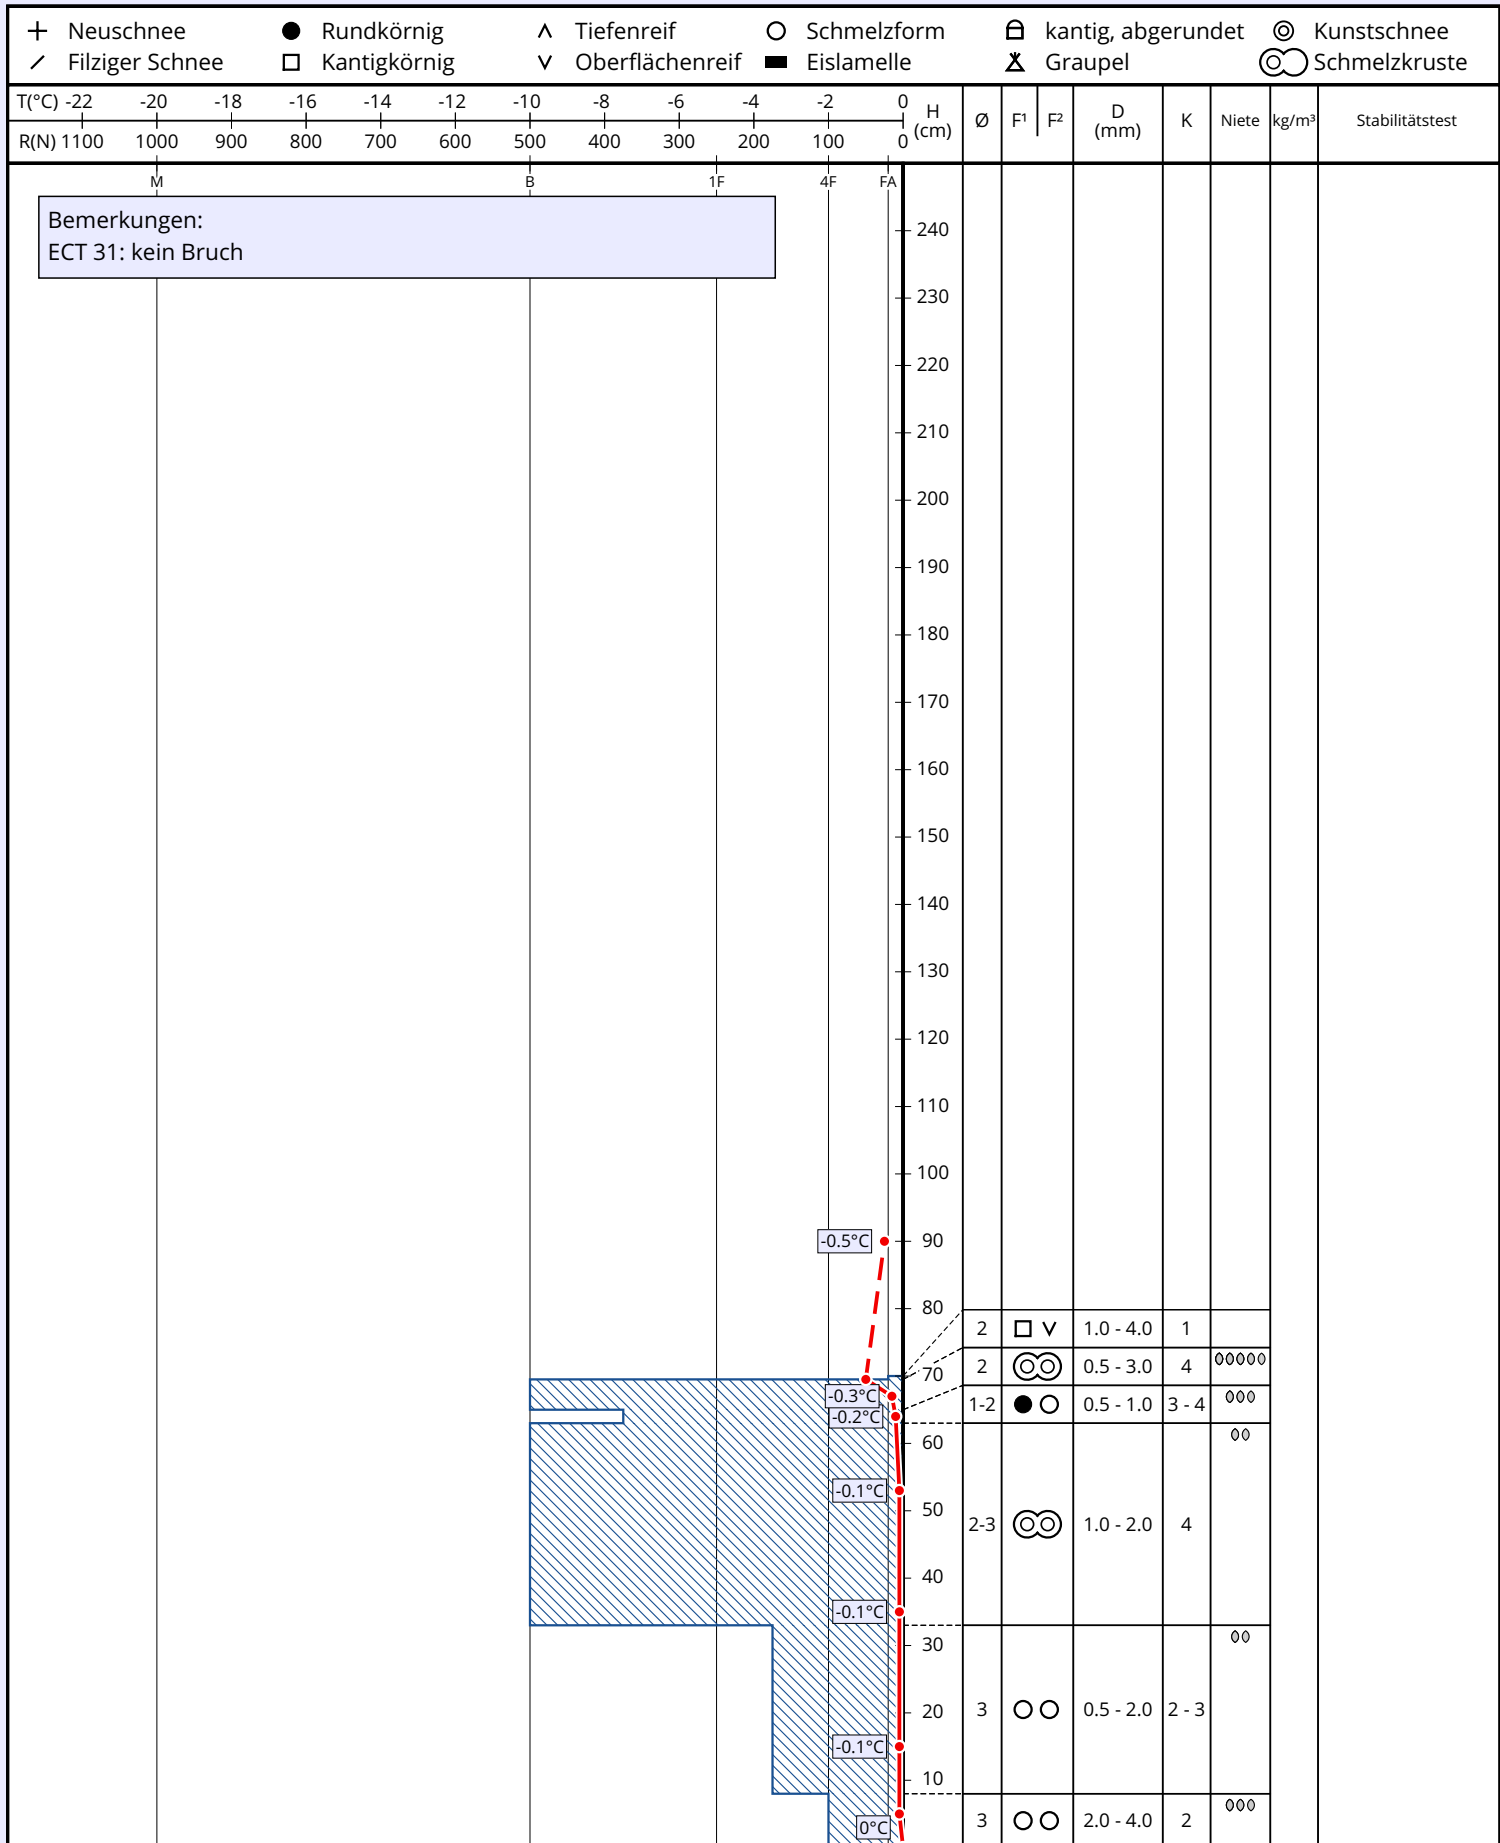 Neuschnee Rundkörnig Tiefenreif Schmelzform kantig, abgerundet Kunstschnee
Filziger Schnee Kantigkörnig Oberflächenreif Eislamelle Graupel Schmelzkruste
T(°C) -22 -20 -18 -16 -14 -12 -10 -8 -6 -4 -2 0
R(N) 1100 1000 900 800 700 600 500 400 300 200 100 0
H (cm) Ø F¹ F² D (mm) K Niete kg/m³ Stabilitätstest
M B 1F 4F FA
Bemerkungen:
ECT 31: kein Bruch
240
230
220
210
200
190
180
170
160
150
140
130
120
110
100
-0.5°C 90
80
2 1.0 - 4.0 1
70 2 0.5 - 3.0 4
-0.3°C 1-2 0.5 - 1.0 3 - 4
-0.2°C
60
-0.1°C
50
2-3 1.0 - 2.0 4
40
-0.1°C
30
20 3 0.5 - 2.0 2 - 3
-0.1°C
10
0°C 3 2.0 - 4.0 2